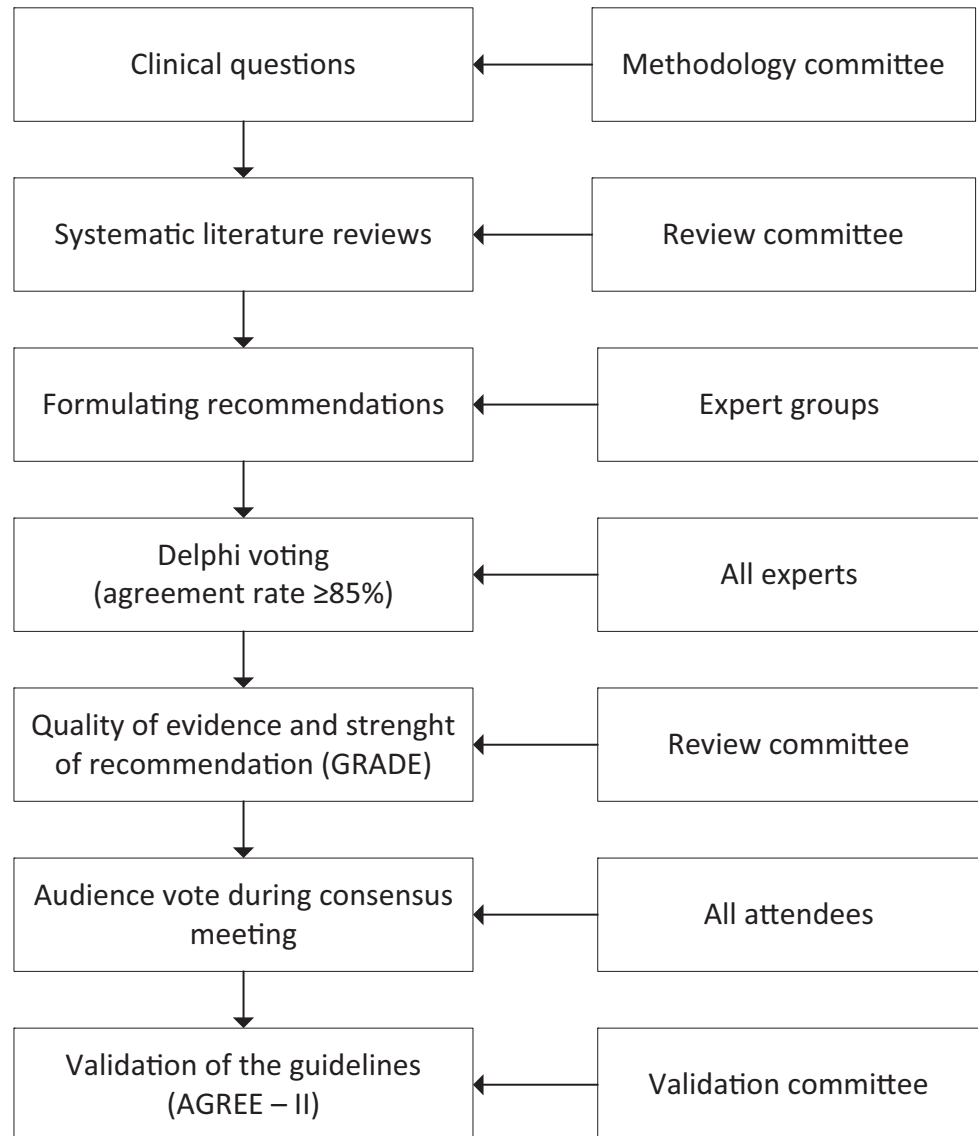 Clinical questions
Methodology committee
Systematic literature reviews
Review committee
Formulating recommendations
Expert groups
Delphi voting
(agreement rate ≥85%)
All experts
Quality of evidence and strenght
of recommendation (GRADE)
Review committee
Audience vote during consensus
meeting
All attendees
Validation of the guidelines
(AGREE – II)
Validation committee